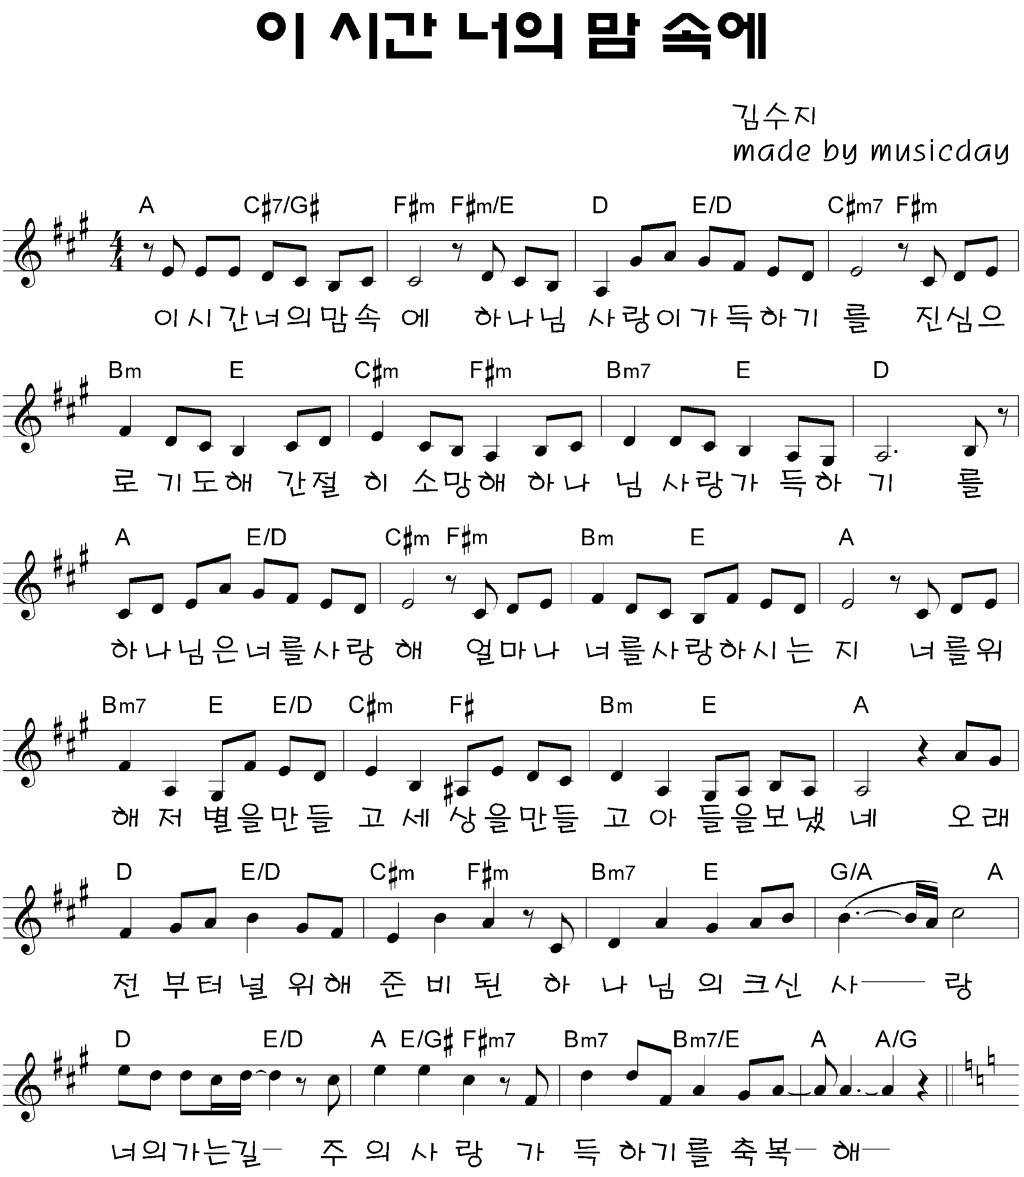 이 시간 너의 맘 속에
김수지
made by musicday
A C#7/G# F#m F#m/E D E/D C#m7 F#m
4/4
이시간너의맘속 에 하나님 사랑이가득하기 를 진심으
Bm E C#m F#m Bm7 E D
로 기도해 간절 히 소망해 하나 님 사랑가 득하 기 를
A E/D C#m F#m Bm E A
하나님은너를사랑 해 얼마나 너를사랑하시는 지 너를위
Bm7 E E/D C#m F# Bm E A
해 저 별을만들 고 세 상을만들 고 아 들을보냈 네 오래
D E/D C#m F#m Bm7 E G/A A
전 부터 널 위해 준 비 된 하 나 님 의 크신 사 랑
D E/D A E/G# F#m7 Bm7 Bm7/E A A/G
너의가는길 주 의 사 랑 가 득 하기를축복 해